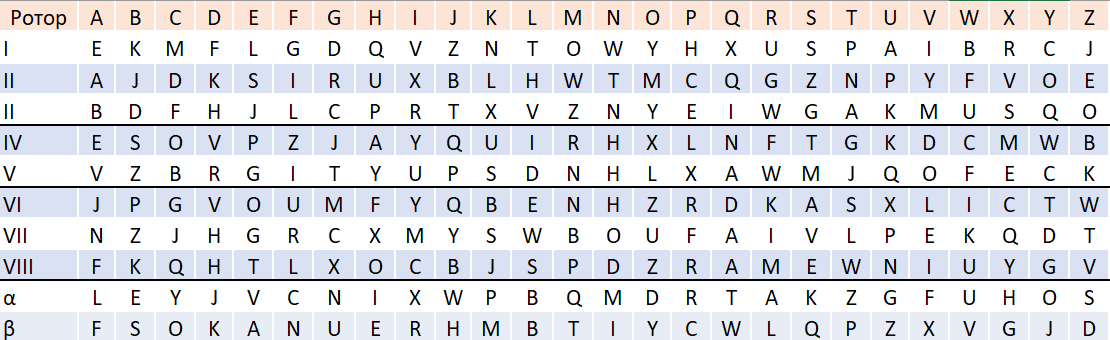 Ротор A B C D E F G H I J K L M N O P Q R S T U V W X Y Z
I E K M F L G D Q V Z N T O W Y H X U S P A I B R C J
II A J D K S I R U X B L H W T M C Q G Z N P Y F V O E
II B D F H J L C P R T X V Z N Y E I W G A K M U S Q O
IV E S O V P Z J A Y Q U I R H X L N F T G K D C M W B
V V Z B R G I T Y U P S D N H L X A W M J Q O F E C K
VI J P G V O U M F Y Q B E N H Z R D K A S X L I C T W
VII N Z J H G R C X M Y S W B O U F A I V L P E K Q D T
VIII F K Q H T L X O C B J S P D Z R A M E W N I U Y G V
α L E Y J V C N I X W P B Q M D R T A K Z G F U H O S
β F S O K A N U E R H M B T I Y C W L Q P Z X V G J D